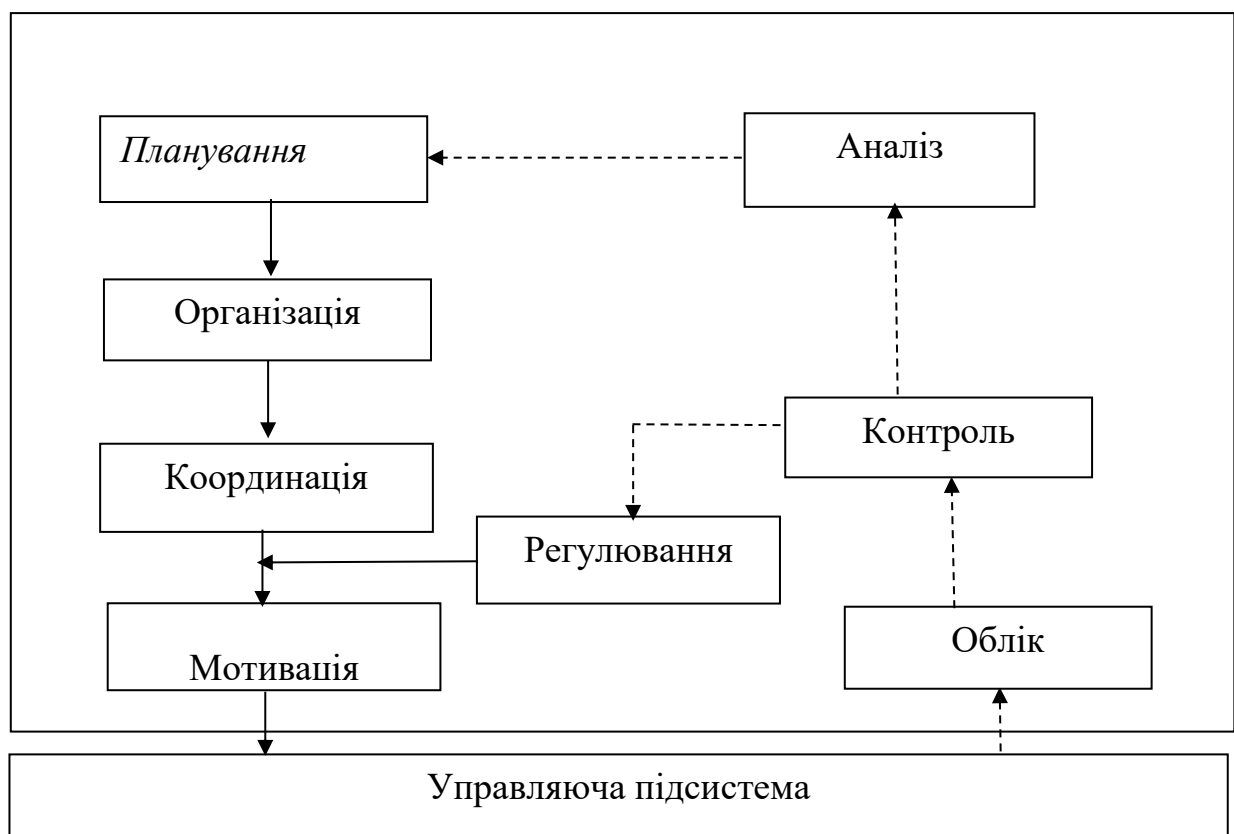 Планування
Аналіз
Організація
Контроль
Координація
Регулювання
Облік
Мотивація
Управляюча підсистема